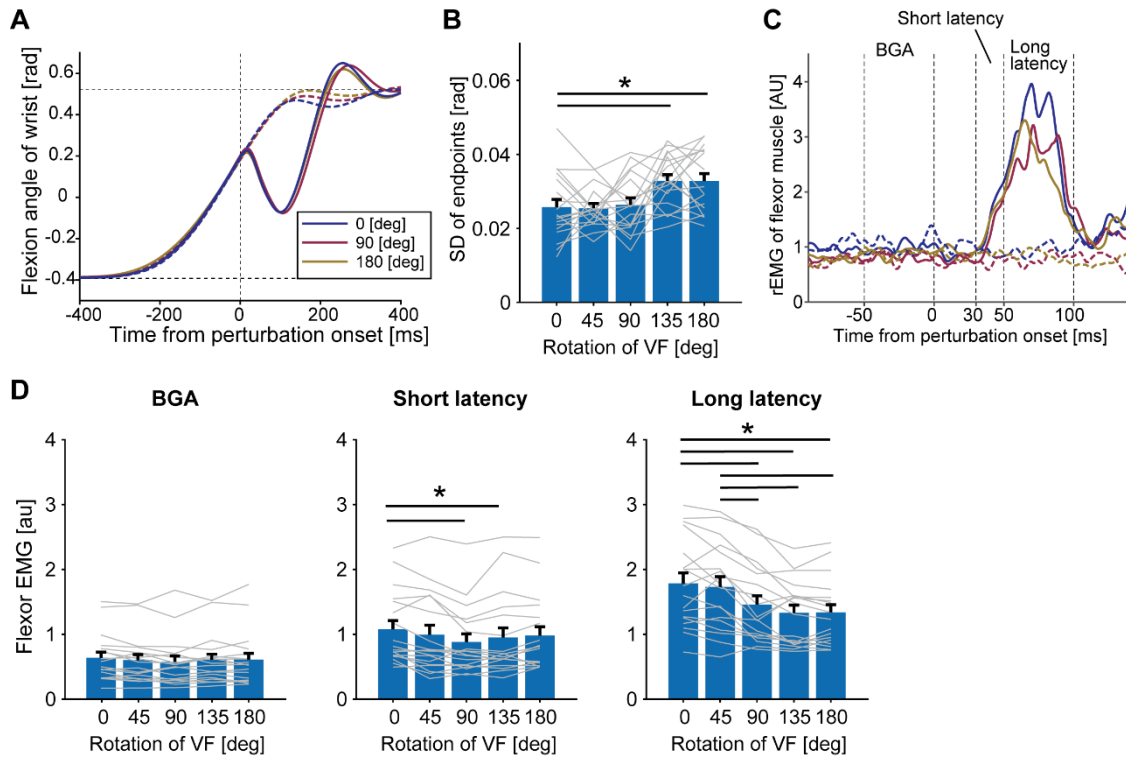 A
Flexion angle of wrist [rad]
0.6
0.4
0.2
0
-0.2
-0.4
-400
-200
0
200
400
Time from perturbation onset [ms]
0 [deg]
90 [deg]
180 [deg]
B
SD of endpoints [rad]
0.06
0.04
0.02
0
*
0 45 90 135 180
Rotation of VF [deg]
C
Short latency
BGA
Long
latency
rEMG of flexor muscle [AU]
4
3
2
1
0
-50 0 30 50 100
Time from perturbation onset [ms]
D
BGA
Flexor EMG [au]
4
3
2
1
0
0 45 90 135 180
Rotation of VF [deg]
Short latency
4
3
2
1
0
*
0 45 90 135 180
Rotation of VF [deg]
Long latency
4
3
2
1
0
*
0 45 90 135 180
Rotation of VF [deg]